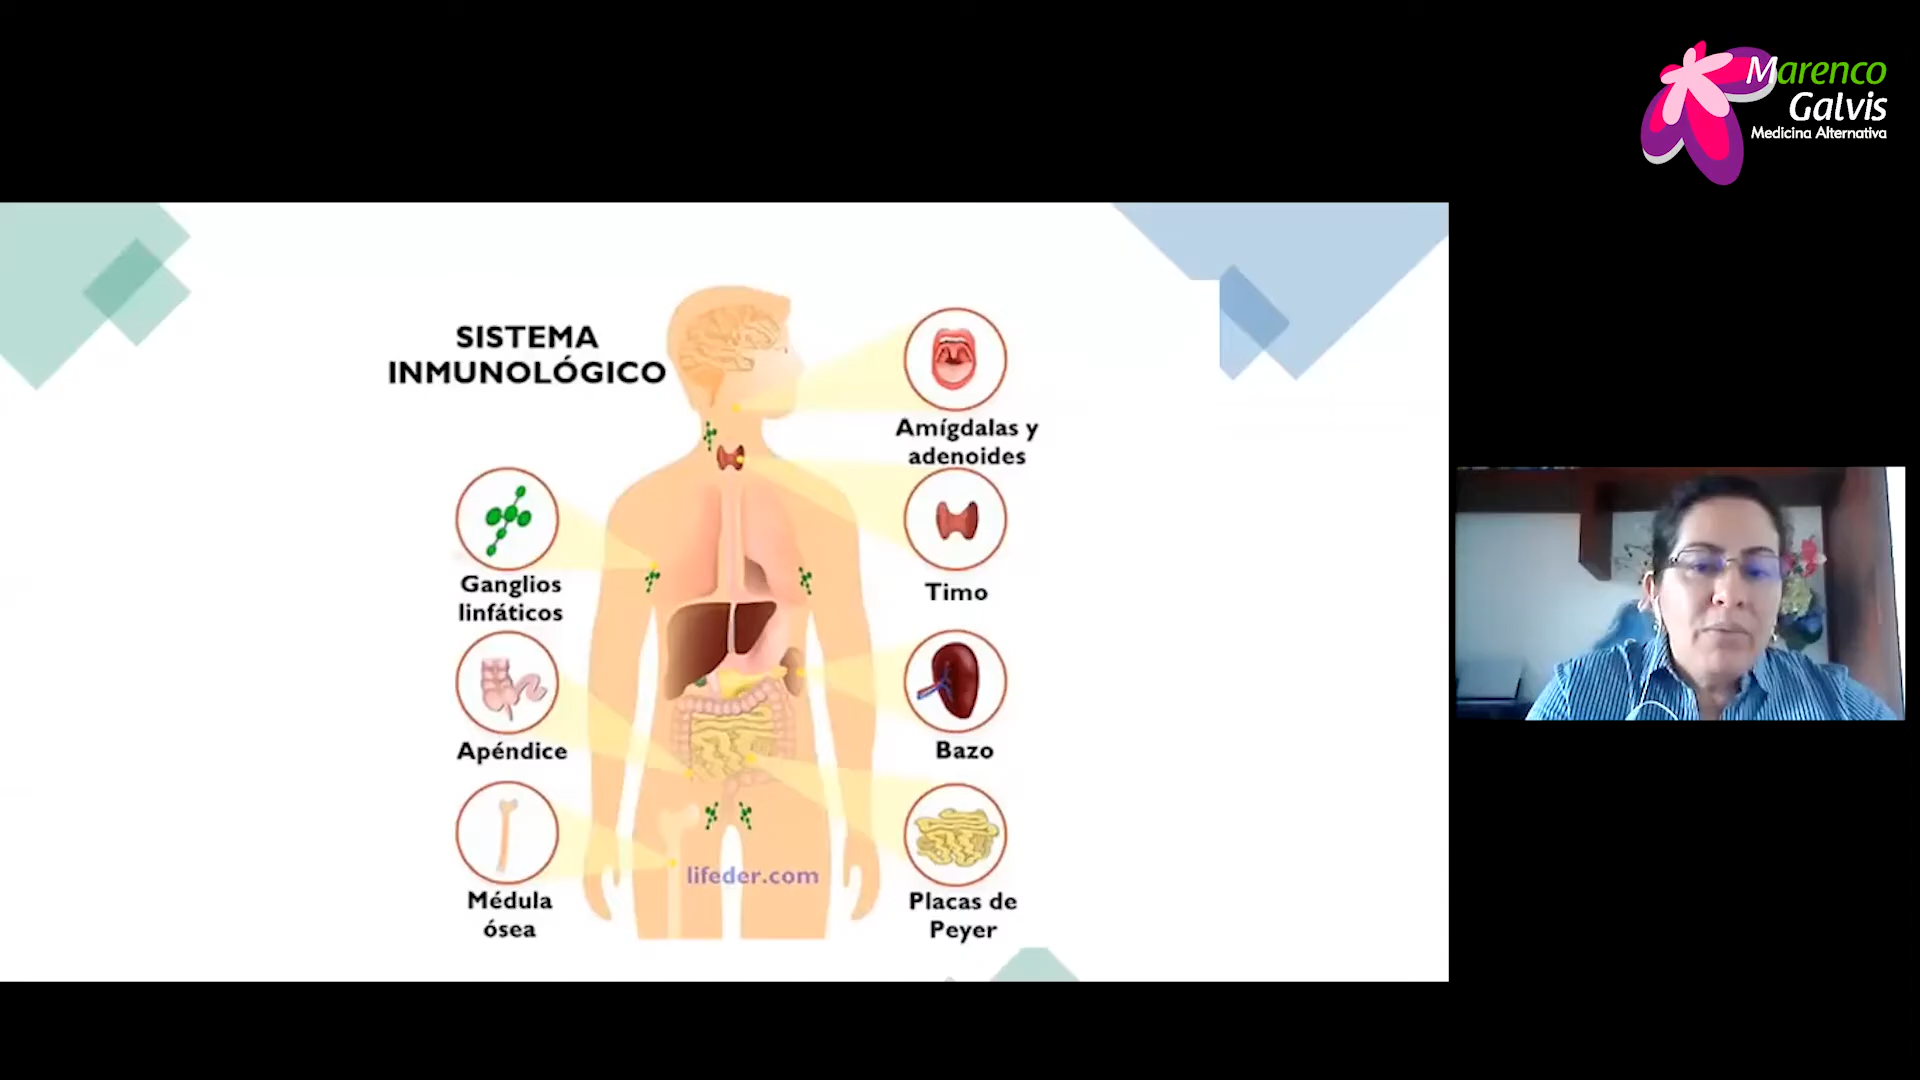 Marenco
Galvis
Medicina Alternativa
SISTEMA
INMUNOLÓGICO
Amígdalas y
adenoides
Ganglios
linfáticos
Timo
Apéndice
Bazo
Médula
ósea
Placas de
Peyer
lifeder.com